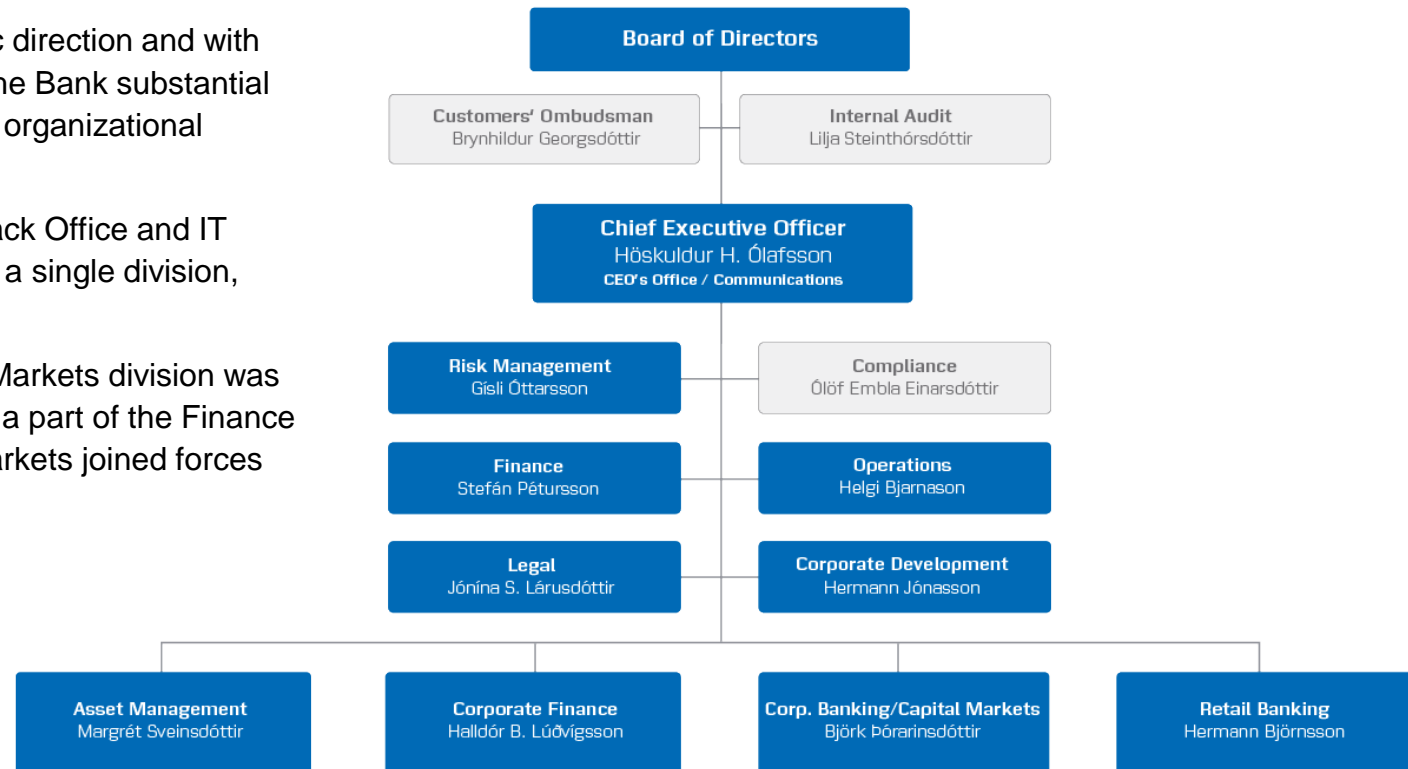 c direction and with
he Bank substantial
organizational
ack Office and IT
a single division,
Markets division was
a part of the Finance
arkets joined forces
Board of Directors
Customers' Ombudsman
Brynhildur Georgsdóttir
Internal Audit
Lilja Steinthórsdóttir
Chief Executive Officer
Höskuldur H. Ólafsson
CEO's Office / Communications
Risk Management
Gísli Óttarsson
Compliance
Ólöf Embla Einarsdóttir
Finance
Stefán Pétursson
Operations
Helgi Bjarnason
Legal
Jónína S. Lárusdóttir
Corporate Development
Hermann Jónasson
Asset Management
Margrét Sveinsdóttir
Corporate Finance
Halldór B. Lúðvígsson
Corp. Banking/Capital Markets
Björk Þórarinsdóttir
Retail Banking
Hermann Björnsson